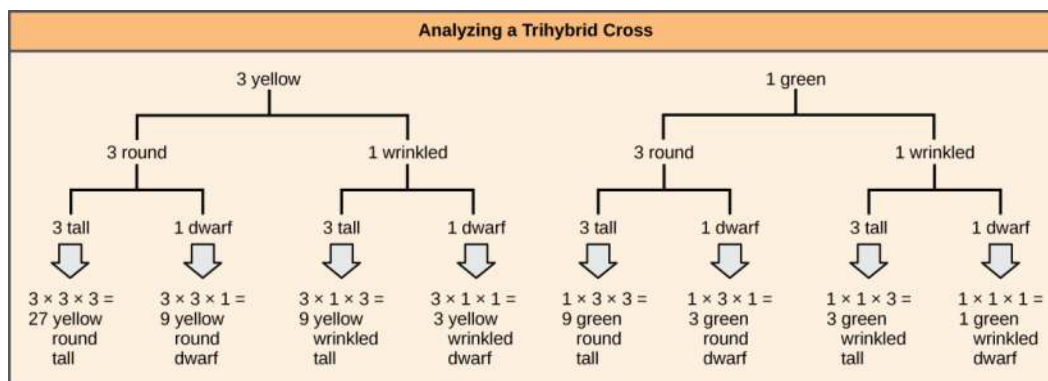 Analyzing a Trihybrid Cross
3 yellow
1 green
3 round
1 wrinkled
3 round
1 wrinkled
3 tall
1 dwarf
3 tall
1 dwarf
3 tall
1 dwarf
3 tall
1 dwarf
3 × 3 × 3 =
27 yellow
round
tall
3 × 3 × 1 =
9 yellow
round
dwarf
3 × 1 × 3 =
9 yellow
wrinkled
tall
3 × 1 × 1 =
3 yellow
wrinkled
dwarf
1 × 3 × 3 =
9 green
round
tall
1 × 3 × 1 =
3 green
round
dwarf
1 × 1 × 3 =
3 green
wrinkled
tall
1 × 1 × 1 =
1 green
wrinkled
dwarf